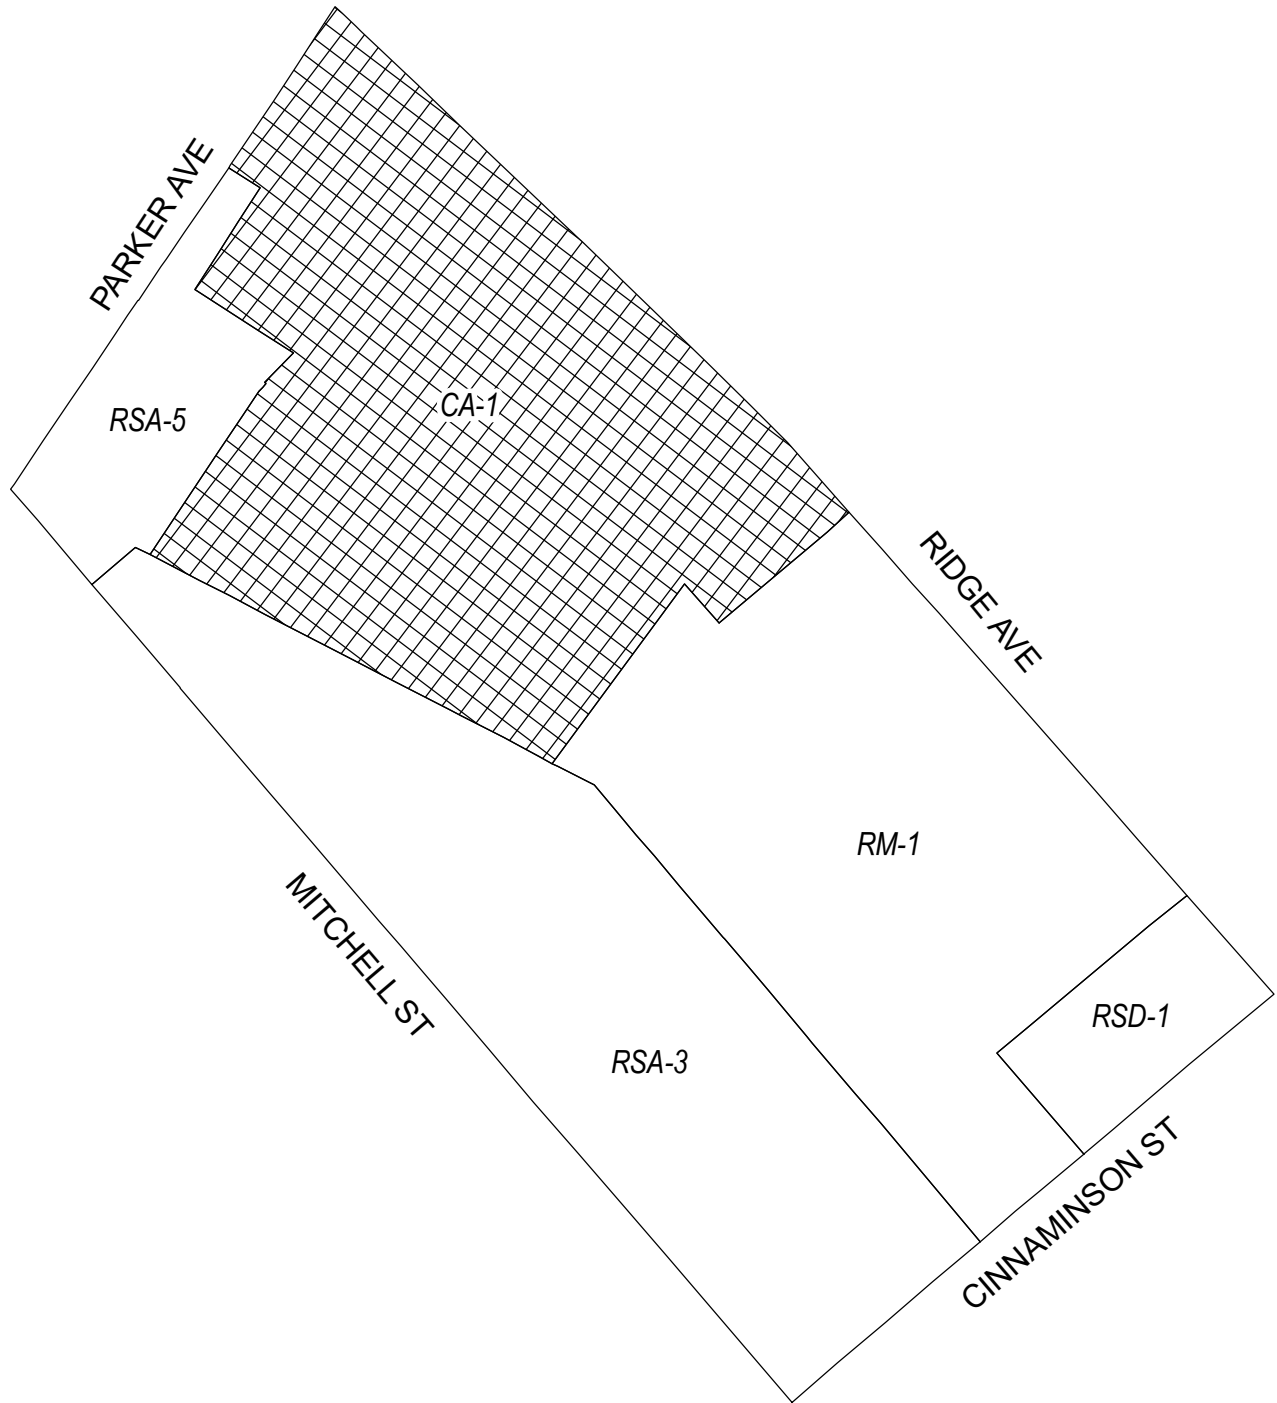 PARKER AVE
CA-1
RSA-5
RIDGE AVE
RM-1
MITCHELL ST
RSD-1
RSA-3
CINNAMINSON ST